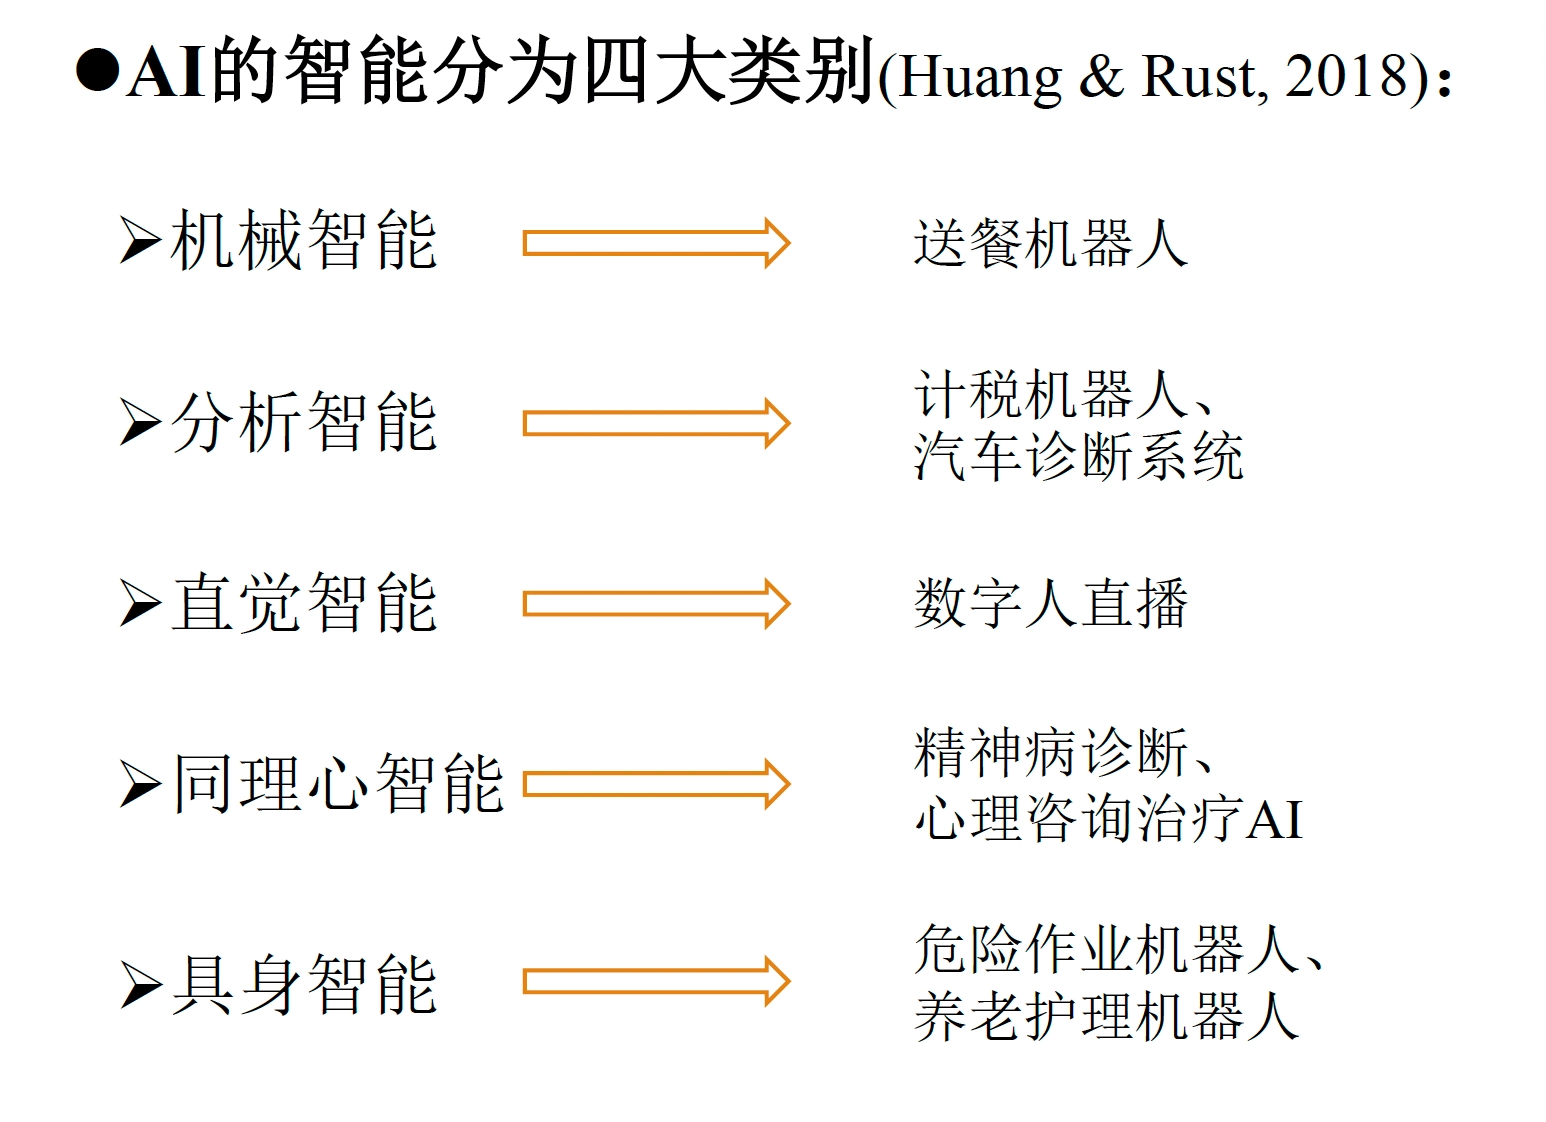 ●AI的智能分为四大类别(Huang & Rust, 2018)：
➢机械智能
送餐机器人
➢分析智能
计税机器人、
汽车诊断系统
➢直觉智能
数字人直播
➢同理心智能
精神病诊断、
心理咨询治疗AI
➢具身智能
危险作业机器人、
养老护理机器人